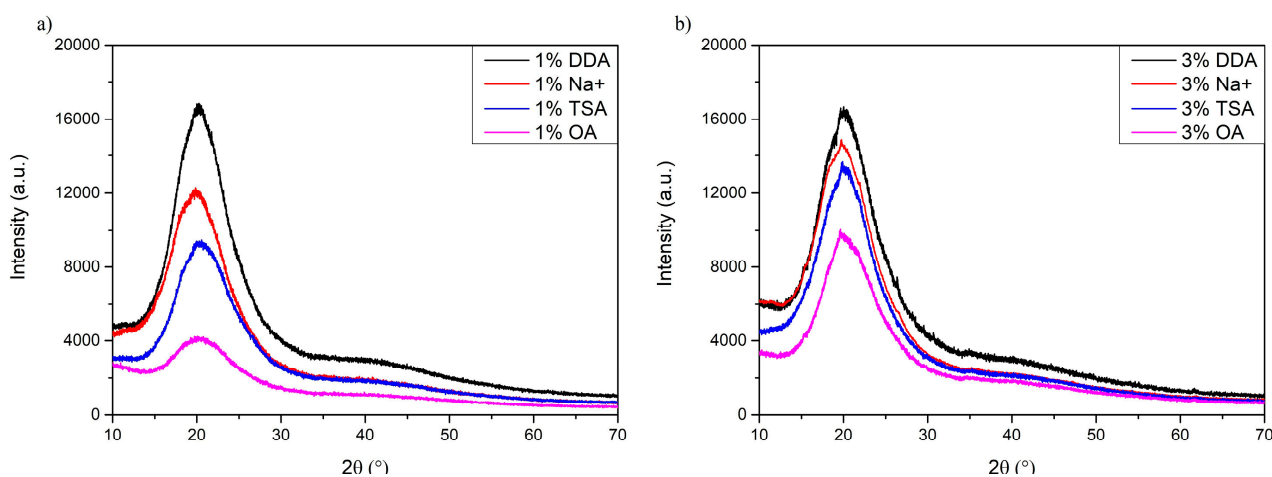 a)
20000
16000
12000
8000
4000
0
Intensity (a.u.)
10 20 30 40 50 60 70
2θ (°)
1% DDA
1% Na+
1% TSA
1% OA
b)
20000
16000
12000
8000
4000
0
Intensity (a.u.)
10 20 30 40 50 60 70
2θ (°)
3% DDA
3% Na+
3% TSA
3% OA